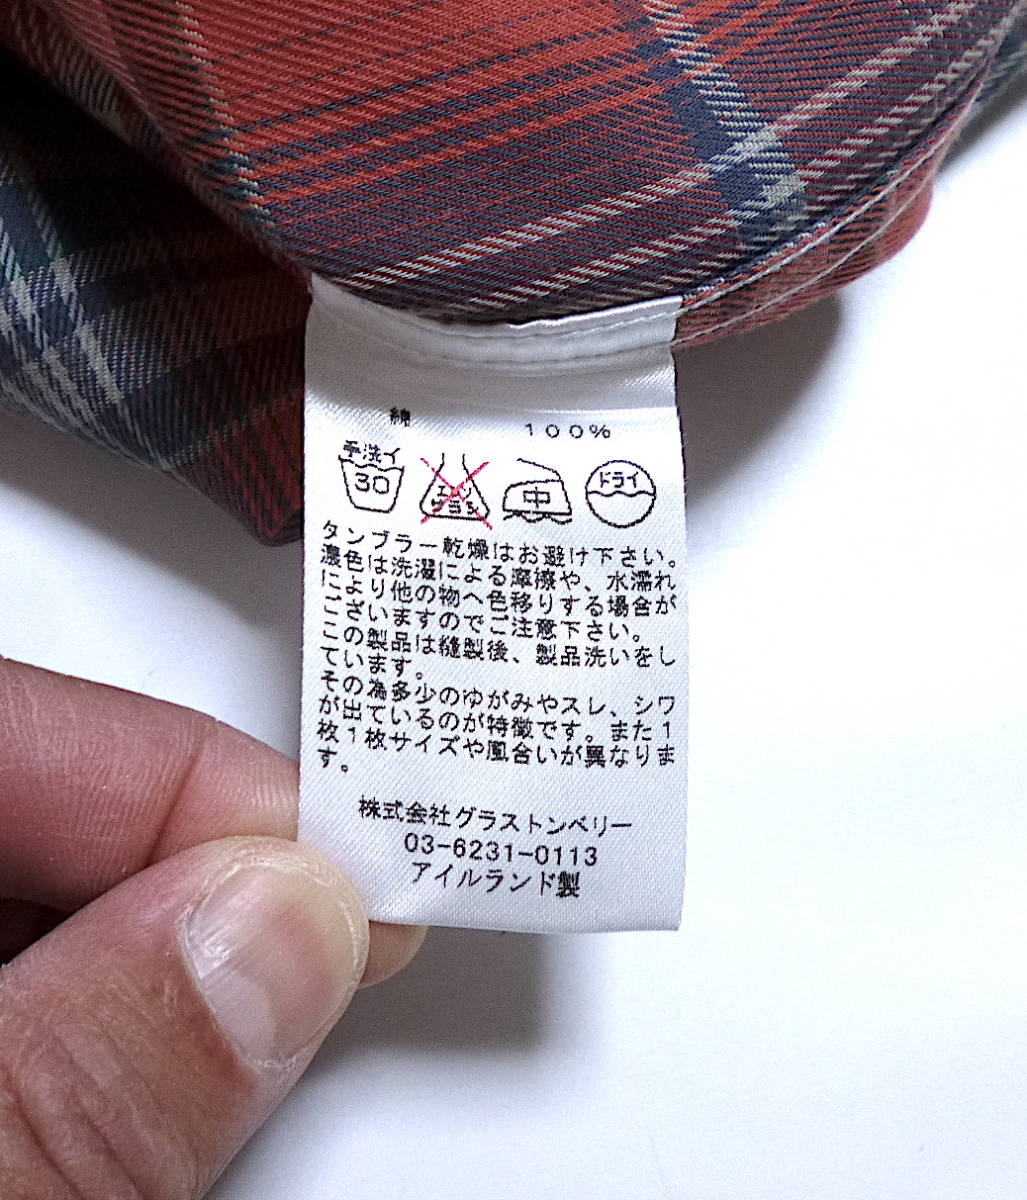 綿 100%
手洗イ
30
エンソ
サラシ
中
ドライ
タンブラー乾燥はお避け下さい。
濃色は洗濯による摩擦や、水濡れ
により他の物へ色移りする場合が
ございますのでご注意下さい。
この製品は縫製後、製品洗いをし
ています。
その為多少のゆがみやスレ、シワ
が出ているのが特徴です。また1
枚1枚サイズや風合いが異なりま
す。
株式会社グラストンベリー
03-6231-0113
アイルランド製